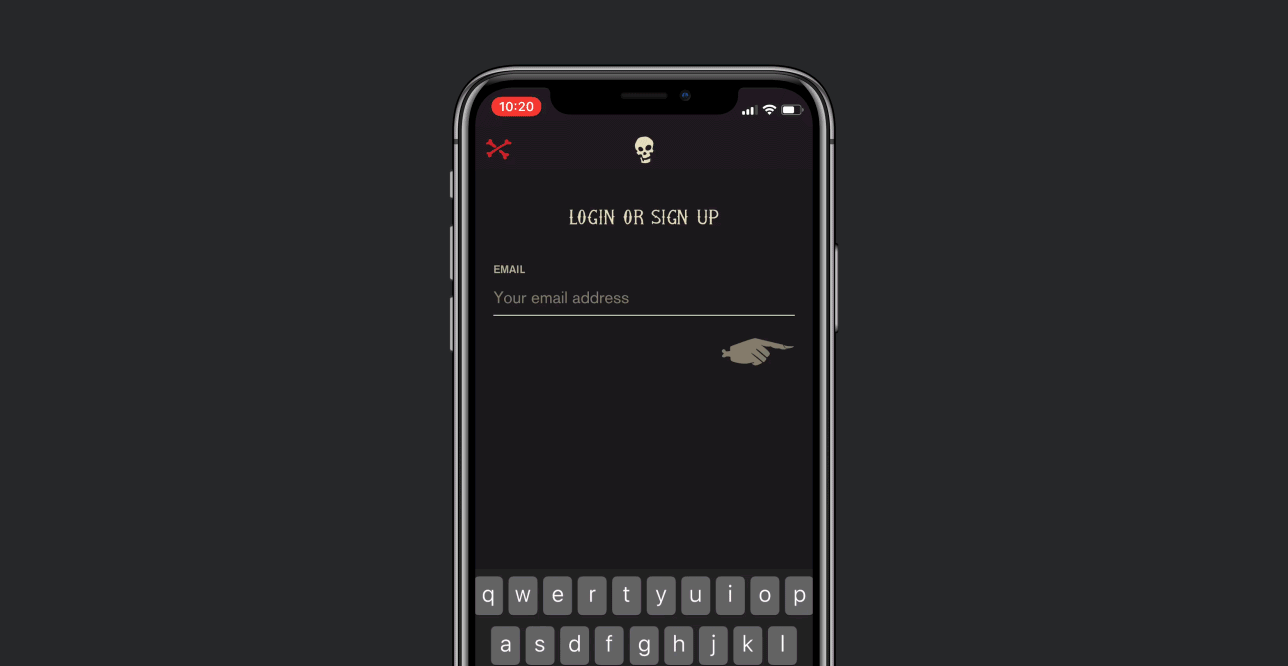 10:20
LOGIN OR SIGN UP
EMAIL
Your email address
q w e r t y u i o p
a s d f g h j k l